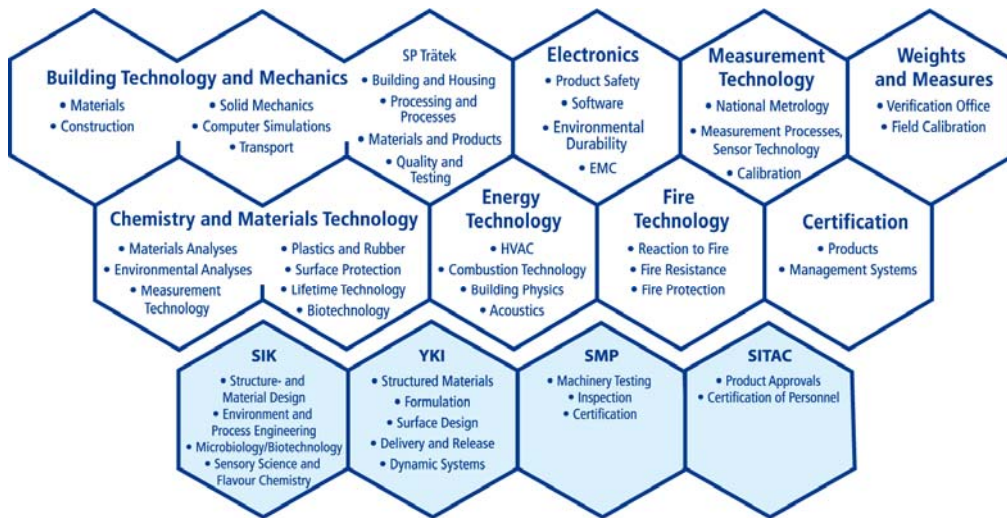 Building Technology and Mechanics
• Materials
• Construction
• Solid Mechanics
• Computer Simulations
• Transport
SP Trätek
• Building and Housing
• Processing and
Processes
• Materials and Products
• Quality and
Testing
Electronics
• Product Safety
• Software
• Environmental
Durability
• EMC
Measurement
Technology
• National Metrology
• Measurement Processes,
Sensor Technology
• Calibration
Weights
and Measures
• Verification Office
• Field Calibration
Chemistry and Materials Technology
• Materials Analyses
• Environmental Analyses
• Measurement
Technology
• Plastics and Rubber
• Surface Protection
• Lifetime Technology
• Biotechnology
Energy
Technology
• HVAC
• Combustion Technology
• Building Physics
• Acoustics
Fire
Technology
• Reaction to Fire
• Fire Resistance
• Fire Protection
Certification
• Products
• Management Systems
SIK
• Structure- and
Material Design
• Environment and
Process Engineering
• Microbiology/Biotechnology
• Sensory Science and
Flavour Chemistry
YKI
• Structured Materials
• Formulation
• Surface Design
• Delivery and Release
• Dynamic Systems
SMP
• Machinery Testing
• Inspection
• Certification
SITAC
• Product Approvals
• Certification of Personnel